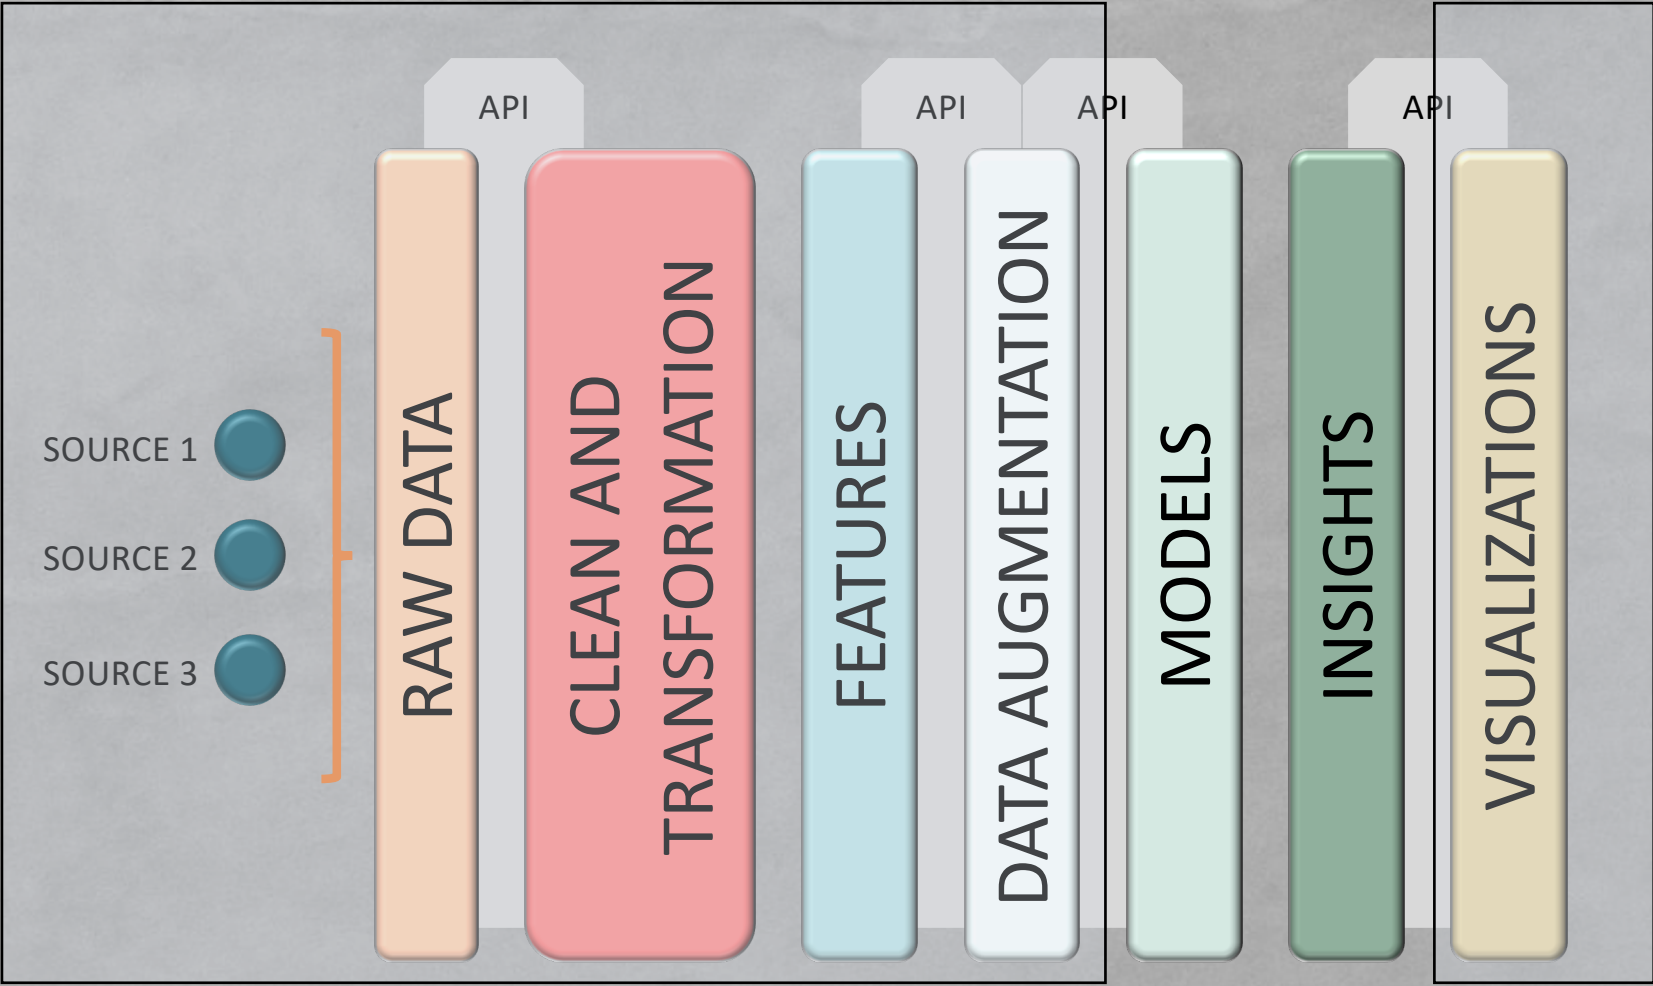 API
API
API
API
SOURCE 1
SOURCE 2
SOURCE 3
RAW DATA
CLEAN AND
TRANSFORMATION
FEATURES
DATA AUGMENTATION
MODELS
INSIGHTS
VISUALIZATIONS